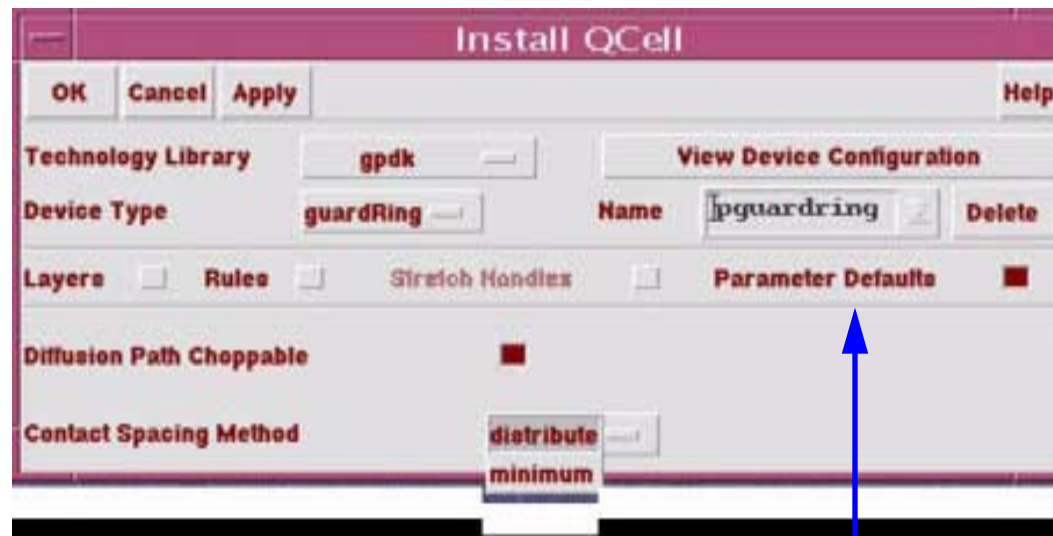 Install QCell
OK Cancel Apply Help
Technology Library gpdk View Device Configuration
Device Type guardRing Name pguardring Delete
Layers Rules Stretch Handles Parameter Defaults
Diffusion Path Choppable
Contact Spacing Method distribute
minimum